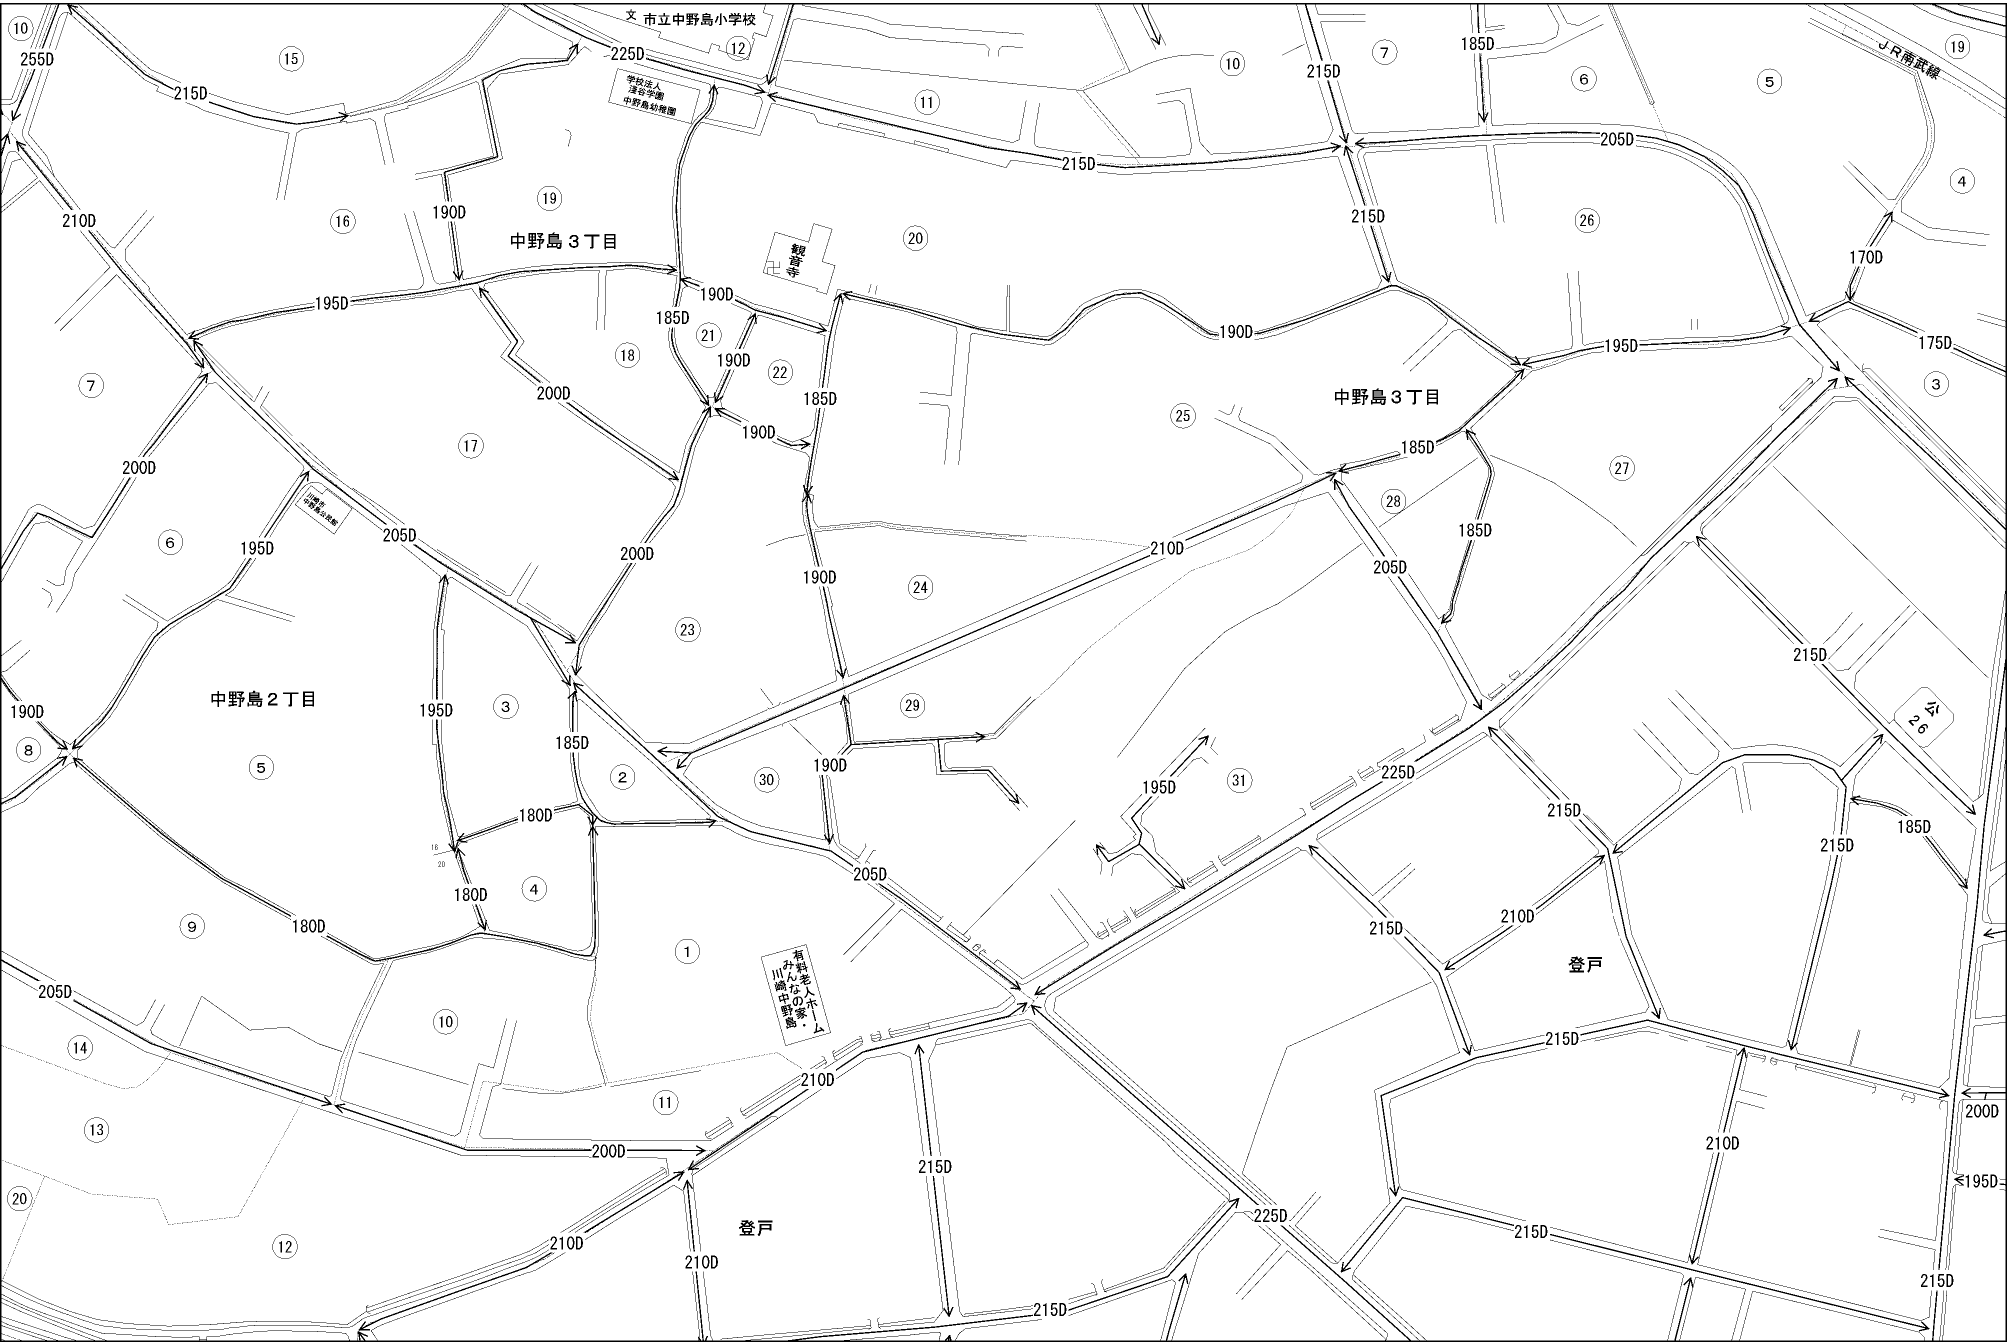 10
文 市立中野島小学校
12
225D
255D
15
215D
学校法人
淺谷学園
中野島幼稚園
11
10
215D
7
185D
6
5
JR南武線
19
215D
205D
4
16
210D
190D
19
中野島3丁目
20
観音寺
215D
26
170D
195D
190D
185D
21
190D
18
22
200D
185D
190D
190D
195D
175D
3
7
17
25
中野島3丁目
185D
27
28
200D
6
川崎市
中野島公民館
205D
195D
200D
190D
24
210D
205D
185D
23
215D
公
26
中野島2丁目
190D
8
5
195D
3
185D
2
29
190D
30
195D
31
225D
215D
185D
215D
180D
16
20
180D
4
205D
9
180D
1
有料老人ホーム
みんなの家・
川崎中野島
215D
210D
登戸
205D
14
10
215D
13
11
210D
200D
200D
215D
210D
195D
20
12
210D
登戸
210D
225D
215D
215D
215D